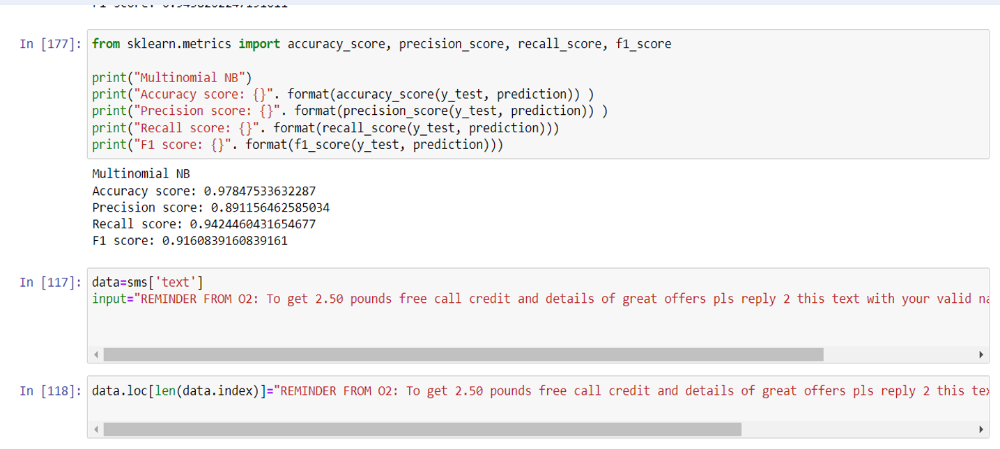 F1 score: 0.9438202247191011
In [177]: from sklearn.metrics import accuracy_score, precision_score, recall_score, f1_score
print("Multinomial NB")
print("Accuracy score: {}". format(accuracy_score(y_test, prediction)) )
print("Precision score: {}". format(precision_score(y_test, prediction)) )
print("Recall score: {}". format(recall_score(y_test, prediction)))
print("F1 score: {}". format(f1_score(y_test, prediction)))
Multinomial NB
Accuracy score: 0.97847533632287
Precision score: 0.891156462585034
Recall score: 0.9424460431654677
F1 score: 0.9160839160839161
In [117]: data=sms['text']
input="REMINDER FROM O2: To get 2.50 pounds free call credit and details of great offers pls reply 2 this text with your valid
In [118]: data.loc[len(data.index)]="REMINDER FROM O2: To get 2.50 pounds free call credit and details of great offers pls reply 2 this